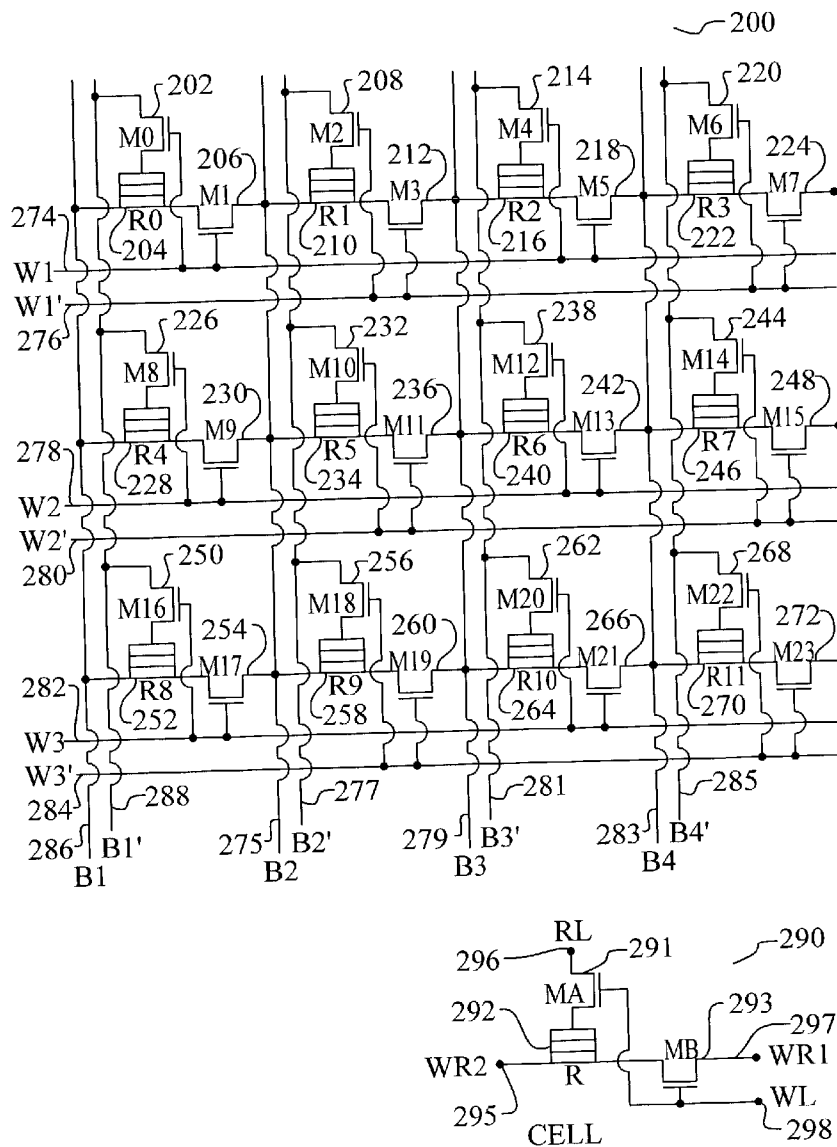 200
202 208 214 220
M0 M2 M4 M6
206 212 218 224
M1 M3 M5 M7
274 R0 R1 R2 R3
204 210 216 222
W1
W1'
276 226 232 238 244
M8 M10 M12 M14
230 236 242 248
M9 M11 M13 M15
278 R4 R5 R6 R7
228 234 240 246
W2
W2'
280 250 256 262 268
M16 M18 M20 M22
254 260 266 272
M17 M19 M21 M23
282 R8 R9 R10 R11
252 258 264 270
W3
W3'
284 288 277 281 285
286 B1' 275 B2' 279 B3' 283 B4'
B1 B2 B3 B4
RL 290
296 291
MA
292 293 297
MB
WR2 R WR1
WL
295 CELL 298